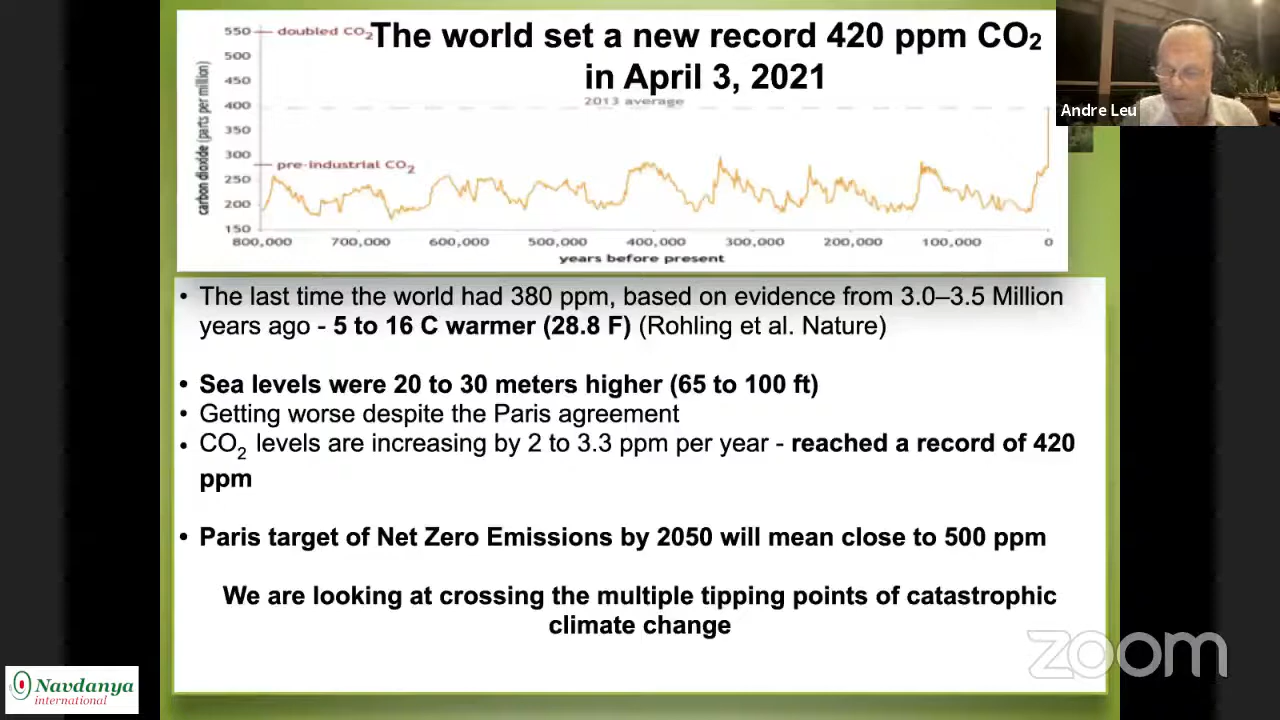 The world set a new record 420 ppm CO₂
in April 3, 2021
550
doubled CO₂
500
450
400
2013 average
350
300
pre-industrial CO₂
250
200
150
carbon dioxide (parts per million)
800,000 700,000 600,000 500,000 400,000 300,000 200,000 100,000 0
years before present
Andre Leu
• The last time the world had 380 ppm, based on evidence from 3.0–3.5 Million
years ago - 5 to 16 C warmer (28.8 F) (Rohling et al. Nature)
• Sea levels were 20 to 30 meters higher (65 to 100 ft)
• Getting worse despite the Paris agreement
• CO₂ levels are increasing by 2 to 3.3 ppm per year - reached a record of 420
ppm
• Paris target of Net Zero Emissions by 2050 will mean close to 500 ppm
We are looking at crossing the multiple tipping points of catastrophic
climate change
zoom
Navdanya
international